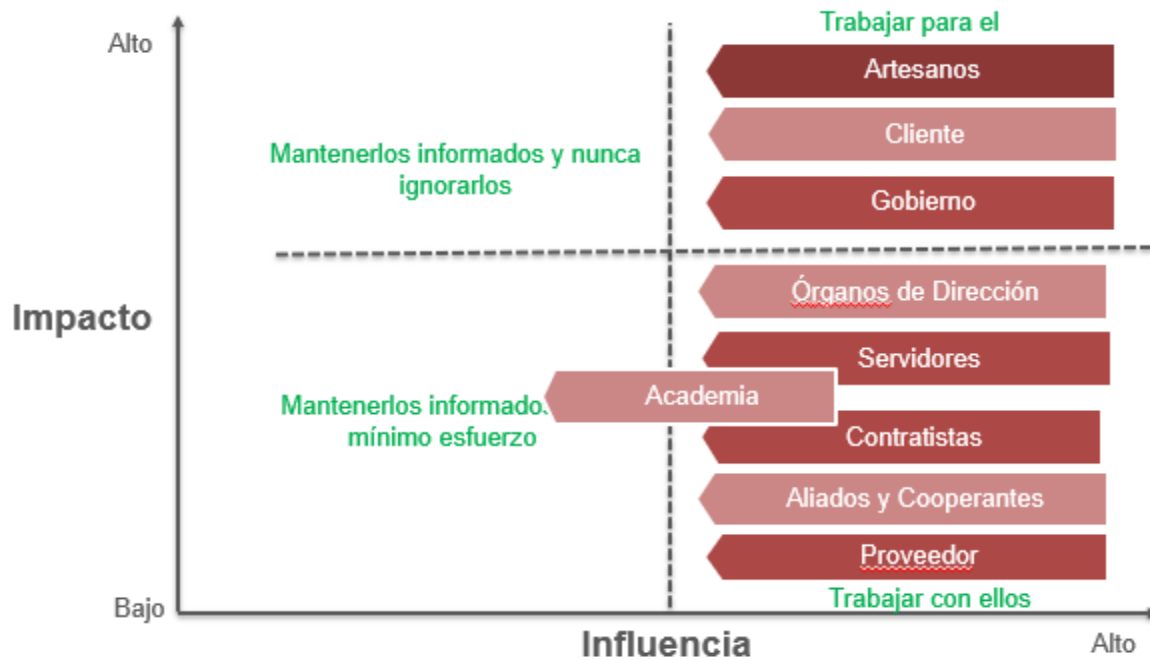 Trabajar para el
Alto
Artesanos
Cliente
Mantenerlos informados y nunca
ignorarlos
Gobierno
Órganos de Dirección
Impacto
Servidores
Academia
Mantenerlos informados
mínimo esfuerzo
Contratistas
Aliados y Cooperantes
Proveedor
Trabajar con ellos
Bajo
Influencia
Alto